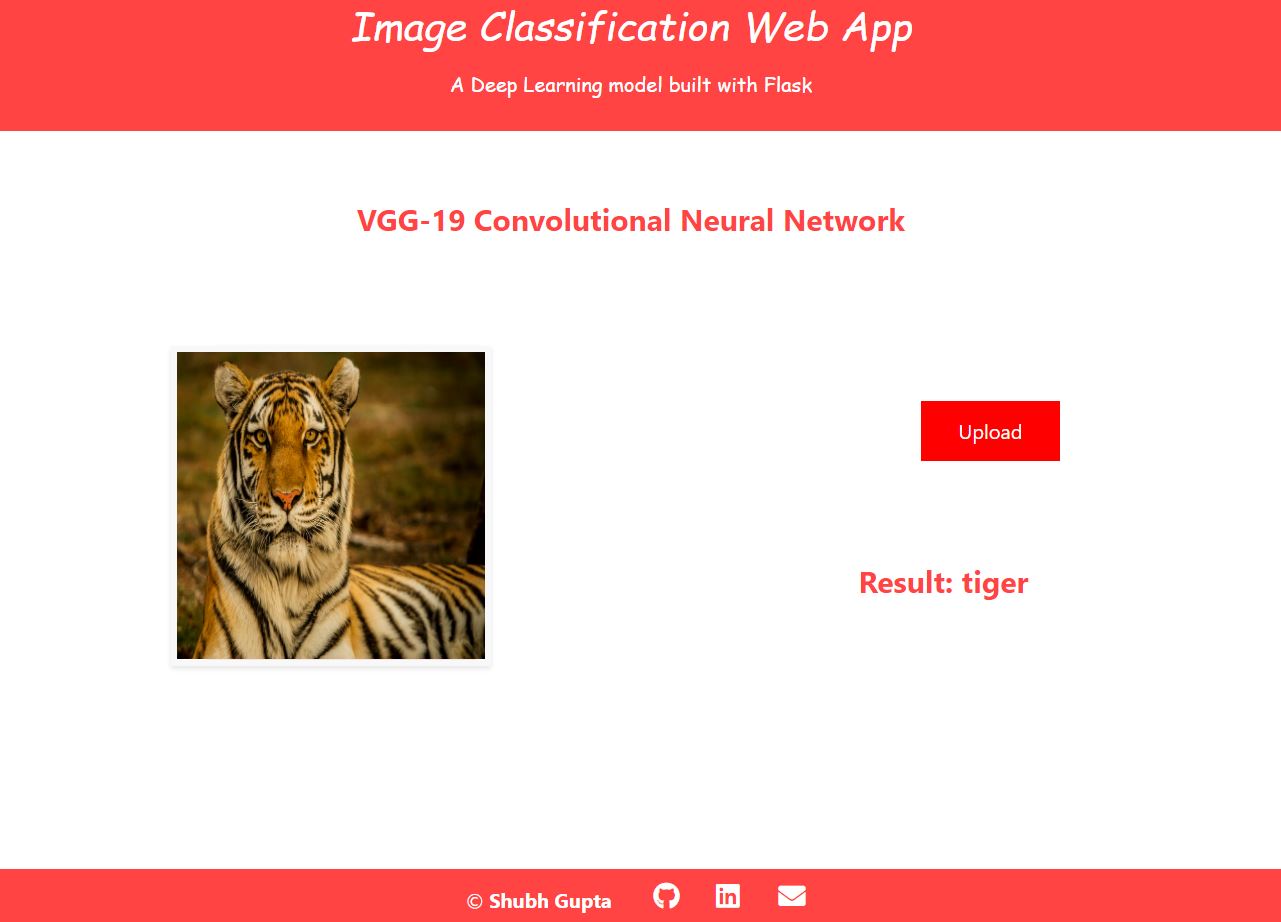 Image Classification Web App
A Deep Learning model built with Flask
VGG-19 Convolutional Neural Network
Upload
Result: tiger
© Shubh Gupta